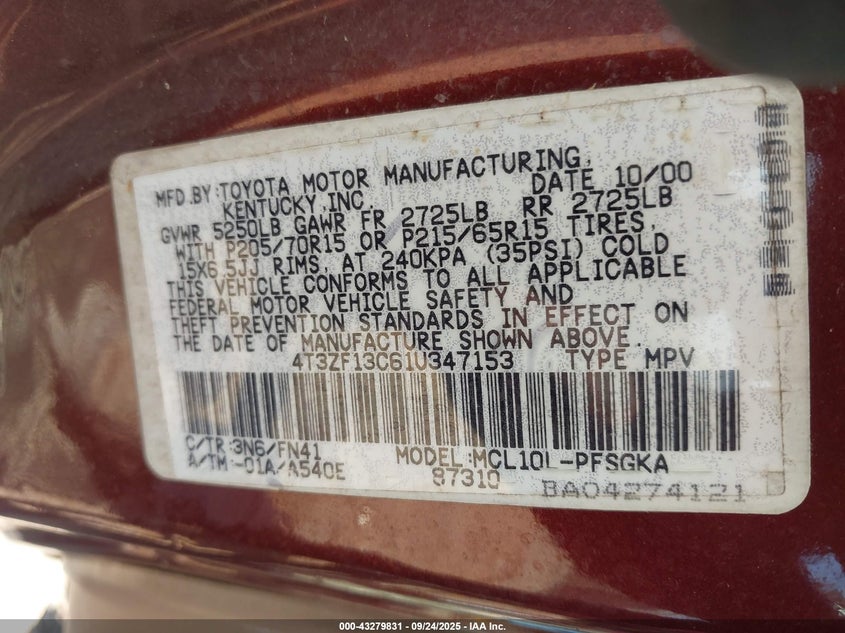 MFD.BY:TOYOTA MOTOR MANUFACTURING,
KENTUCKY,INC. DATE 10/00
GVWR 5250LB GAWR FR 2725LB RR 2725LB
WITH P205/70R15 OR P215/65R15 TIRES,
15X6.5JJ RIMS, AT 240KPA (35PSI) COLD
THIS VEHICLE CONFORMS TO ALL APPLICABLE
FEDERAL MOTOR VEHICLE SAFETY AND
THEFT PREVENTION STANDARDS IN EFFECT ON
THE DATE OF MANUFACTURE SHOWN ABOVE.
4T3ZF13C61U347153 TYPE MPV
C/TR:3N6/FN41 MODEL:MCL10L-PFSGKA
A/TM:-01A/A540E 97310
BA04274121
000-43279831 - 09/24/2025 - IAA Inc.